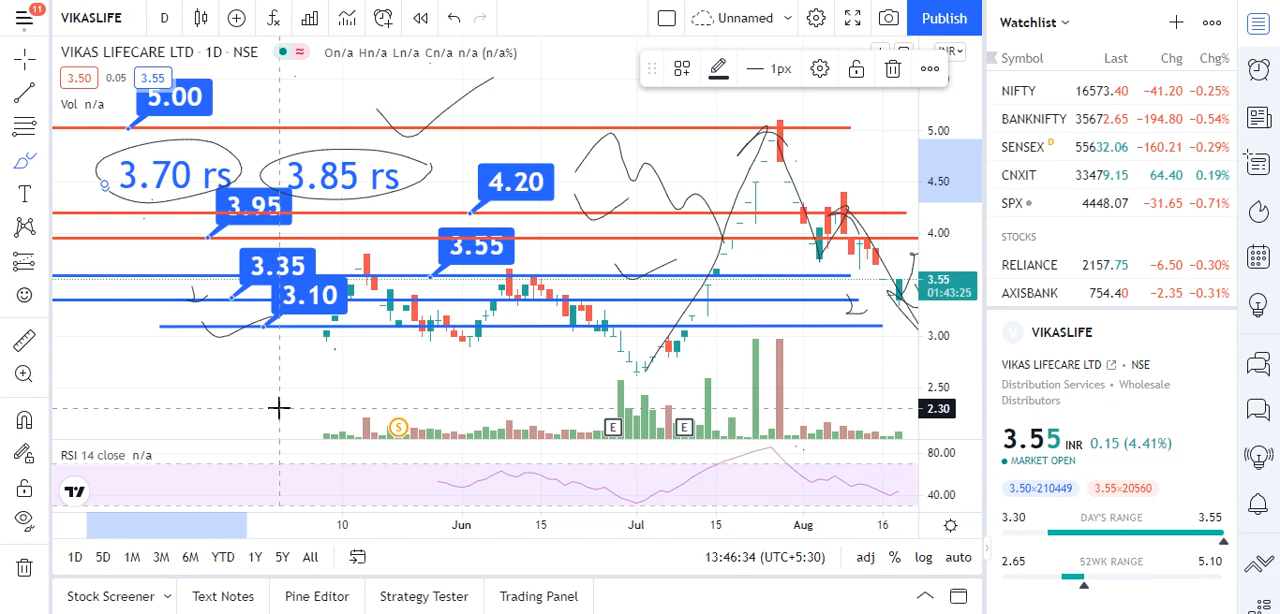 11
VIKASLIFE
D
Unnamed
Publish
VIKAS LIFECARE LTD · 1D · NSE
On/a Hn/a Ln/a Cn/a n/a (n/a%)
3.50
0.05
3.55
Vol n/a
1px
5.00
3.70 rs
3.85 rs
4.20
3.95
3.55
3.35
3.10
5.00
4.50
4.00
3.55
01:43:25
3.00
2.50
2.30
S
E
E
RSI 14 close n/a
80.00
40.00
10
Jun
15
Jul
15
Aug
16
1D 5D 1M 3M 6M YTD 1Y 5Y All
13:46:34 (UTC+5:30)
adj % log auto
Stock Screener
Text Notes
Pine Editor
Strategy Tester
Trading Panel
Watchlist
Symbol Last Chg Chg%
NIFTY 16573.40 −41.20 −0.25%
BANKNIFTY 35672.65 −194.80 −0.54%
SENSEX D 55632.06 −160.21 −0.29%
CNXIT 33479.15 64.40 0.19%
SPX 4448.07 −31.65 −0.71%
STOCKS
RELIANCE 2157.75 −6.50 −0.30%
AXISBANK 754.40 −2.35 −0.31%
VIKASLIFE
VIKAS LIFECARE LTD · NSE
Distribution Services · Wholesale
Distributors
3.55 INR 0.15 (4.41%)
MARKET OPEN
3.50×210449 3.55×20560
3.30 DAY'S RANGE 3.55
2.65 52WK RANGE 5.10